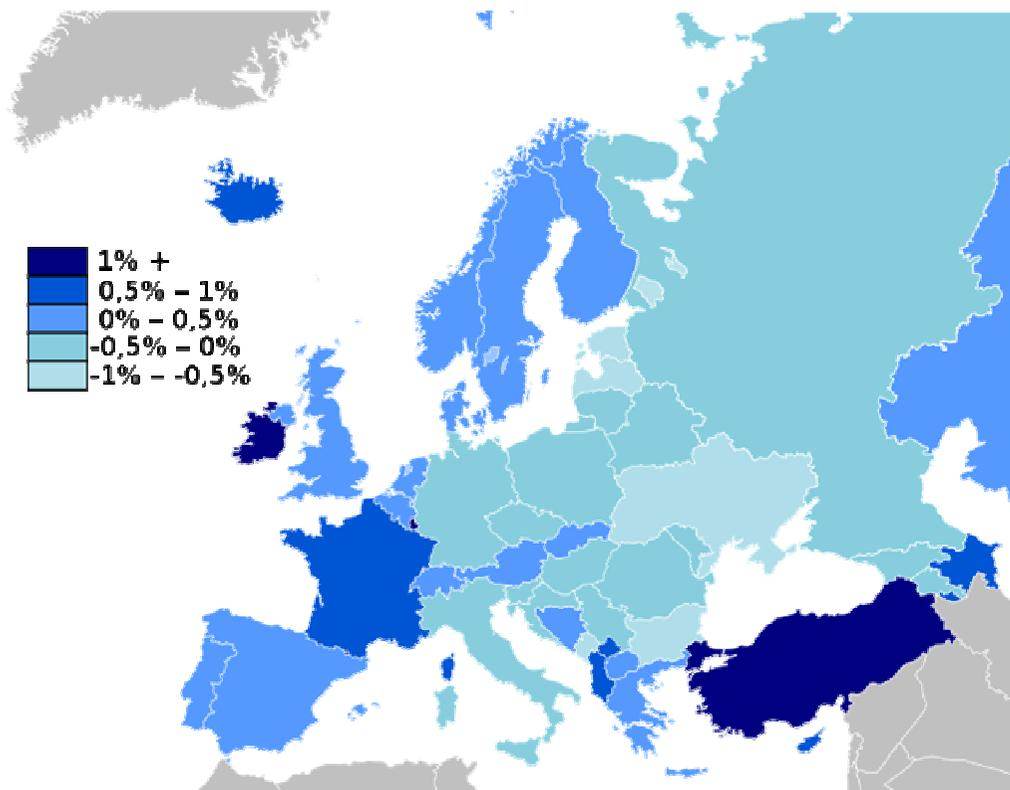 1% +
0,5% – 1%
0% – 0,5%
-0,5% – 0%
-1% – -0,5%